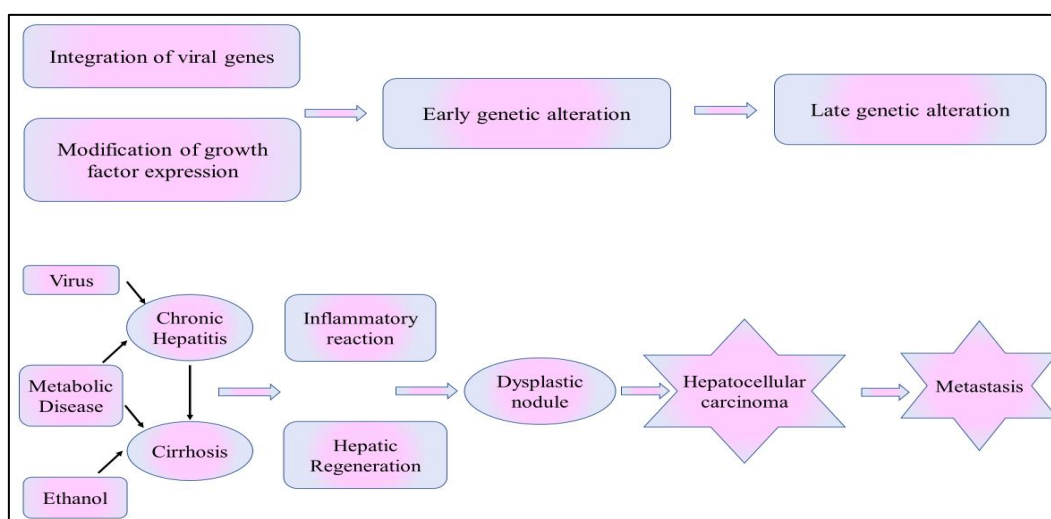 Integration of viral genes
Modification of growth
factor expression
Early genetic alteration
Late genetic alteration
Virus
Chronic
Hepatitis
Metabolic
Disease
Cirrhosis
Ethanol
Inflammatory
reaction
Hepatic
Regeneration
Dysplastic
nodule
Hepatocellular
carcinoma
Metastasis